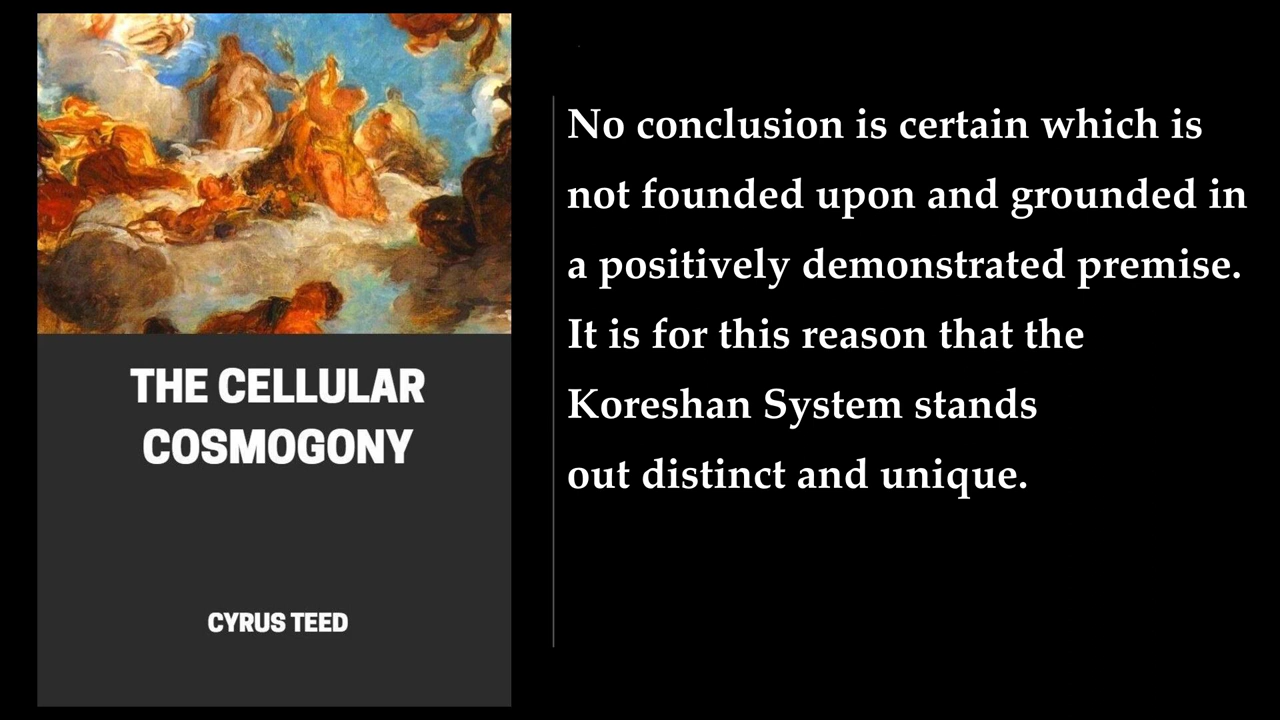 THE CELLULAR
COSMOGONY
CYRUS TEED
No conclusion is certain which is
not founded upon and grounded in
a positively demonstrated premise.
It is for this reason that the
Koreshan System stands
out distinct and unique.